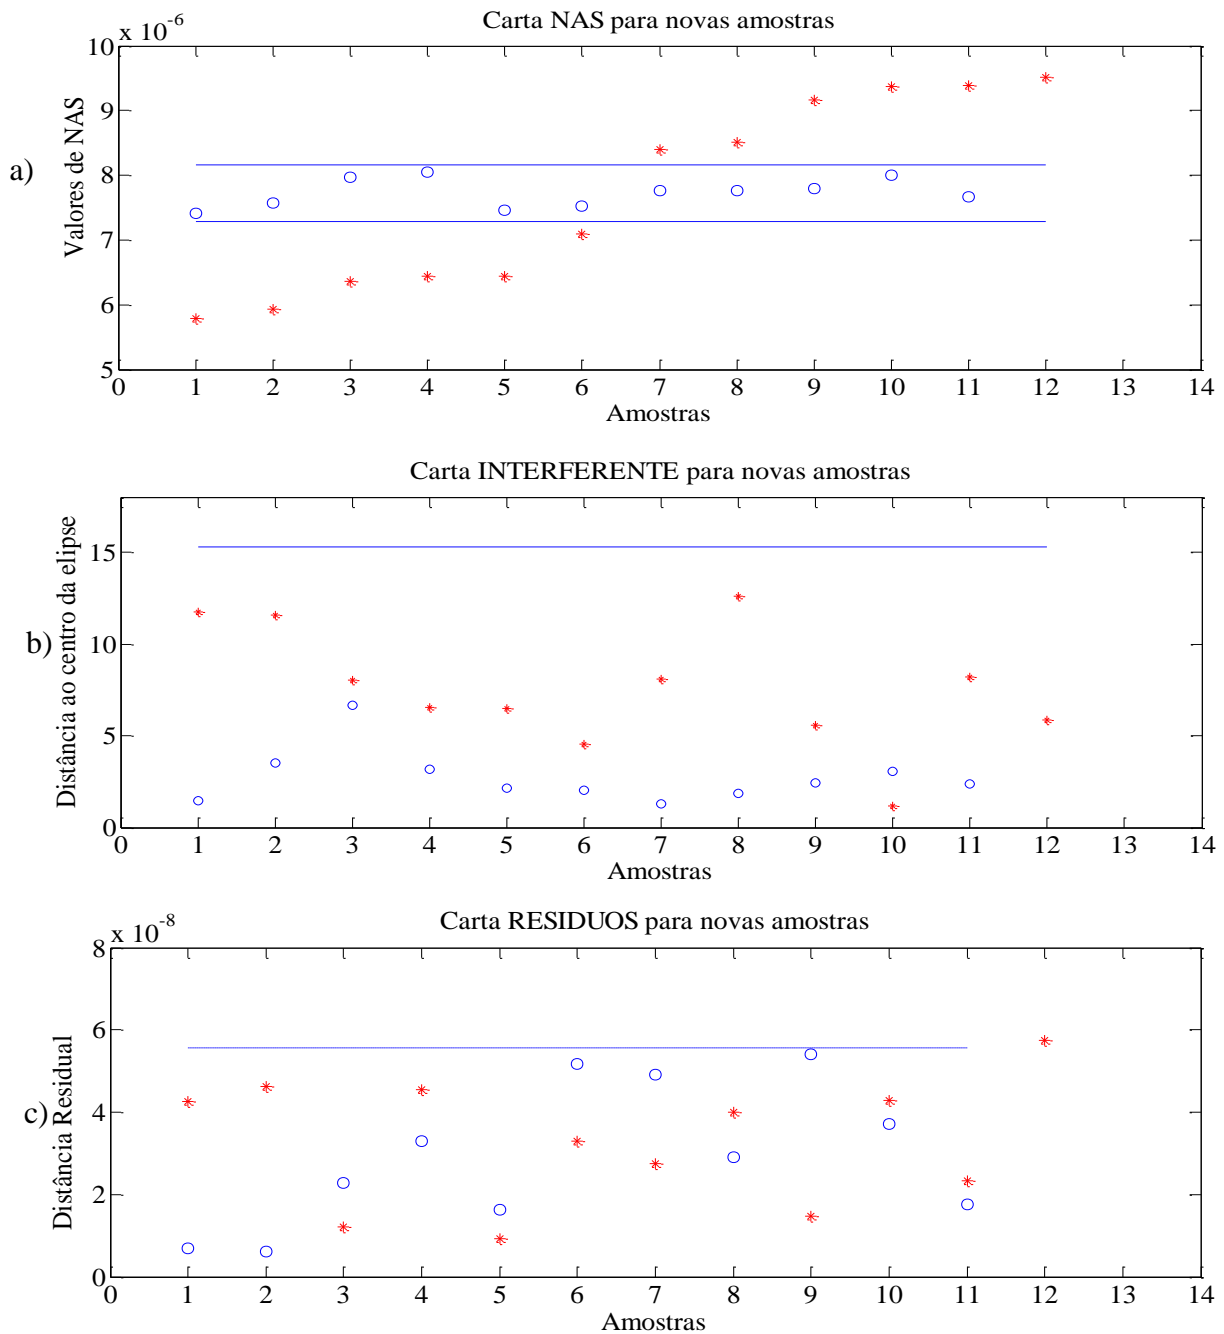 Carta NAS para novas amostras
x 10-6
a)
Valores de NAS
10
9
8
7
6
5
0 1 2 3 4 5 6 7 8 9 10 11 12 13 14
Amostras
Carta INTERFERENTE para novas amostras
b)
Distância ao centro da elipse
15
10
5
0
0 1 2 3 4 5 6 7 8 9 10 11 12 13 14
Amostras
Carta RESIDUOS para novas amostras
x 10-8
c)
Distância Residual
8
6
4
2
0
0 1 2 3 4 5 6 7 8 9 10 11 12 13 14
Amostras